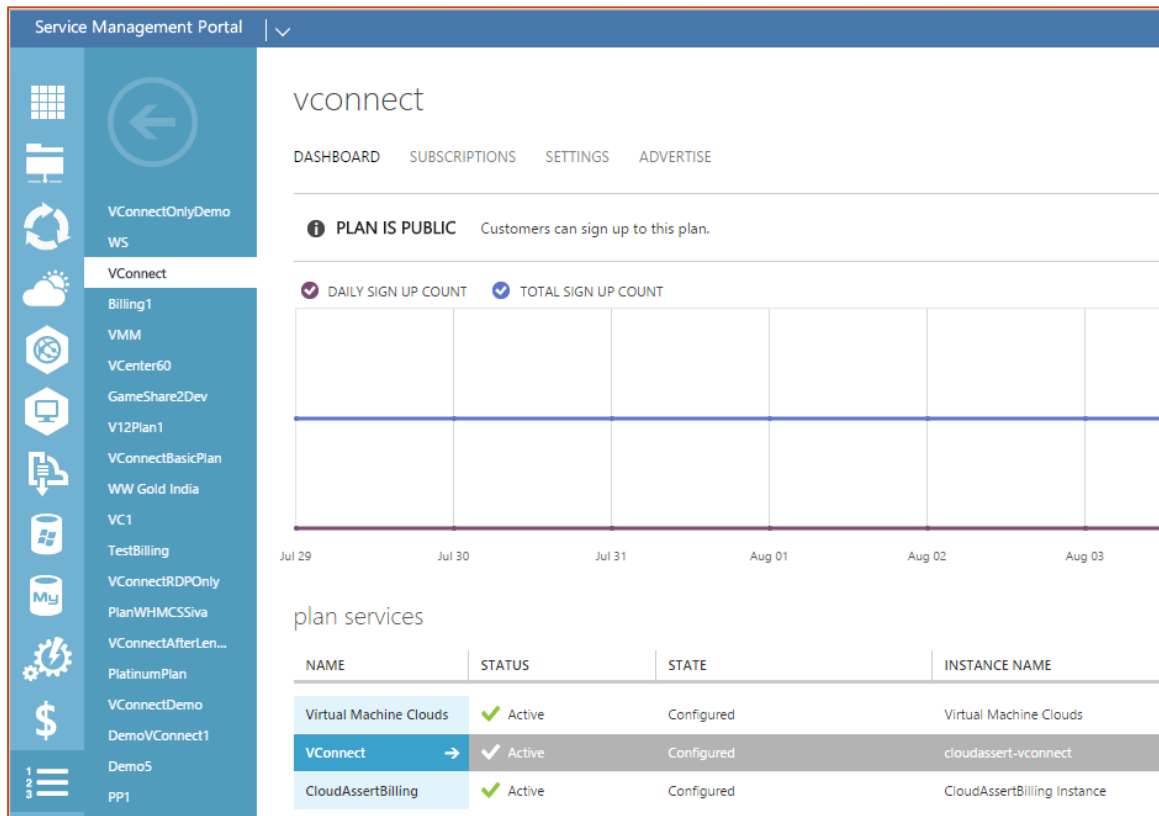 Service Management Portal
VConnectOnlyDemo
WS
VConnect
Billing1
VMM
VCenter60
GameShare2Dev
V12Plan1
VConnectBasicPlan
WW Gold India
VC1
TestBilling
VConnectRDPOnly
PlanWHMCSSiva
VConnectAfterLen...
PlatinumPlan
VConnectDemo
DemoVConnect1
Demo5
PP1
My
$
1
2
3
vconnect
DASHBOARD SUBSCRIPTIONS SETTINGS ADVERTISE
PLAN IS PUBLIC Customers can sign up to this plan.
DAILY SIGN UP COUNT TOTAL SIGN UP COUNT
Jul 29 Jul 30 Jul 31 Aug 01 Aug 02 Aug 03
plan services
NAME STATUS STATE INSTANCE NAME
Virtual Machine Clouds Active Configured Virtual Machine Clouds
VConnect Active Configured cloudassert-vconnect
CloudAssertBilling Active Configured CloudAssertBilling Instance